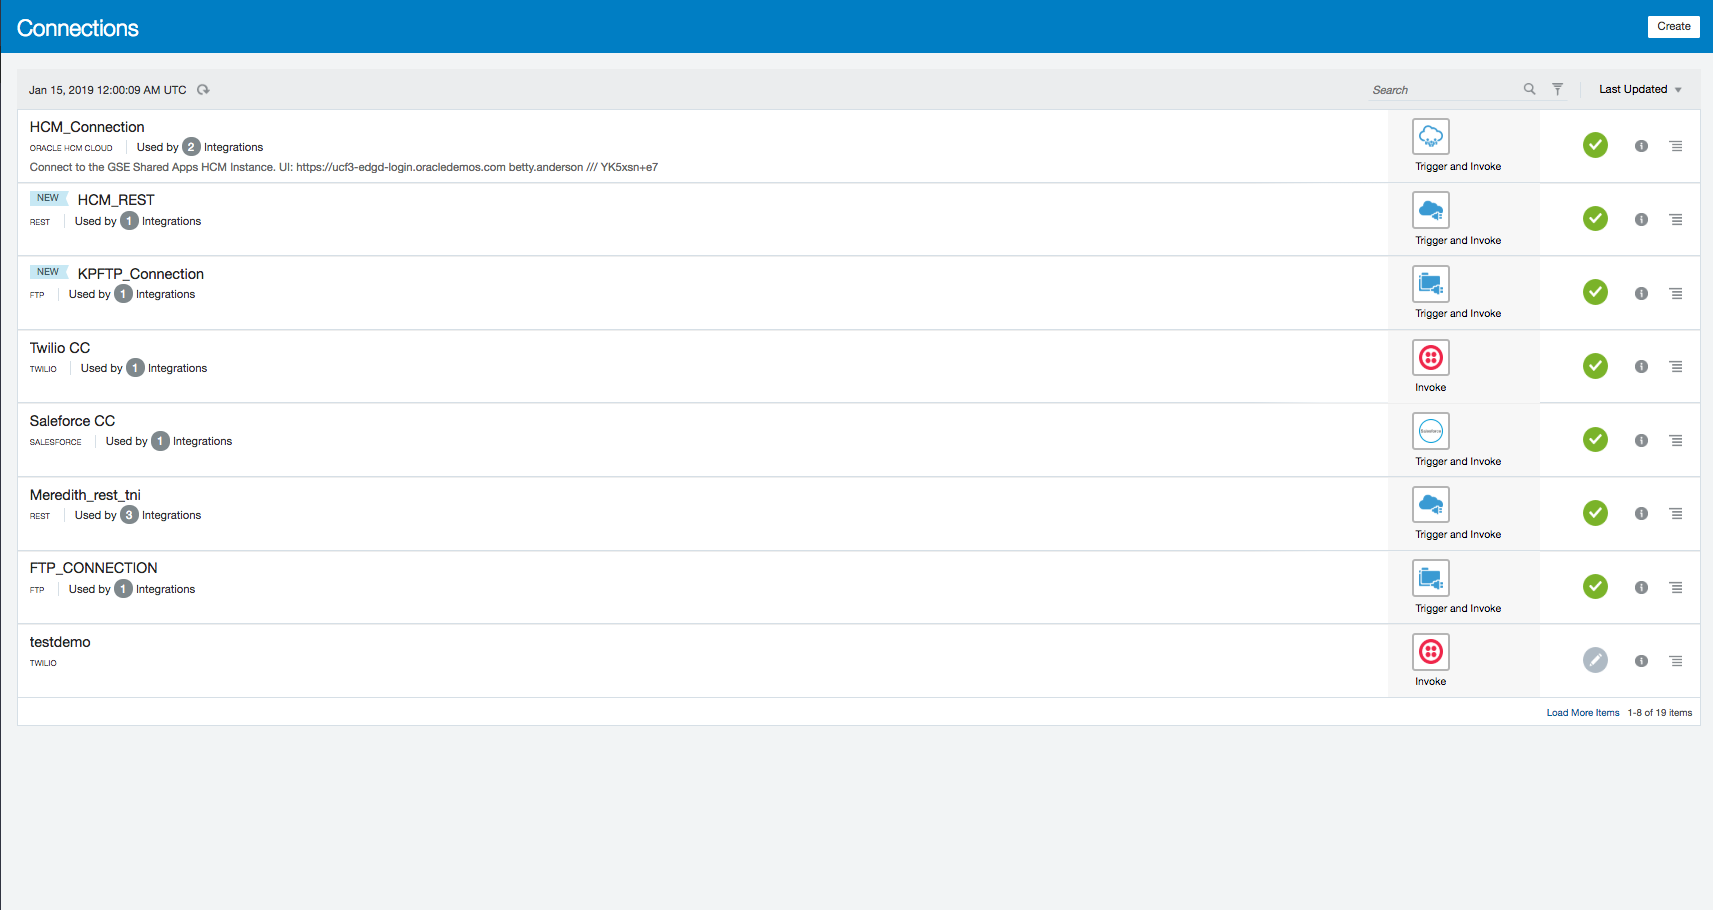 Connections
Create
Jan 15, 2019 12:00:09 AM UTC
Search
Last Updated
HCM_Connection
ORACLE HCM CLOUD Used by 2 Integrations
Connect to the GSE Shared Apps HCM Instance. UI: https://ucf3-edgd-login.oracledemos.com betty.anderson /// YK5xsn+e7
Trigger and Invoke
NEW HCM_REST
REST Used by 1 Integrations
Trigger and Invoke
NEW KPFTP_Connection
FTP Used by 1 Integrations
Trigger and Invoke
Twilio CC
TWILIO Used by 1 Integrations
Invoke
Saleforce CC
SALESFORCE Used by 1 Integrations
salesforce
Trigger and Invoke
Meredith_rest_tni
REST Used by 3 Integrations
Trigger and Invoke
FTP_CONNECTION
FTP Used by 1 Integrations
Trigger and Invoke
testdemo
TWILIO
Invoke
Load More Items 1-8 of 19 items